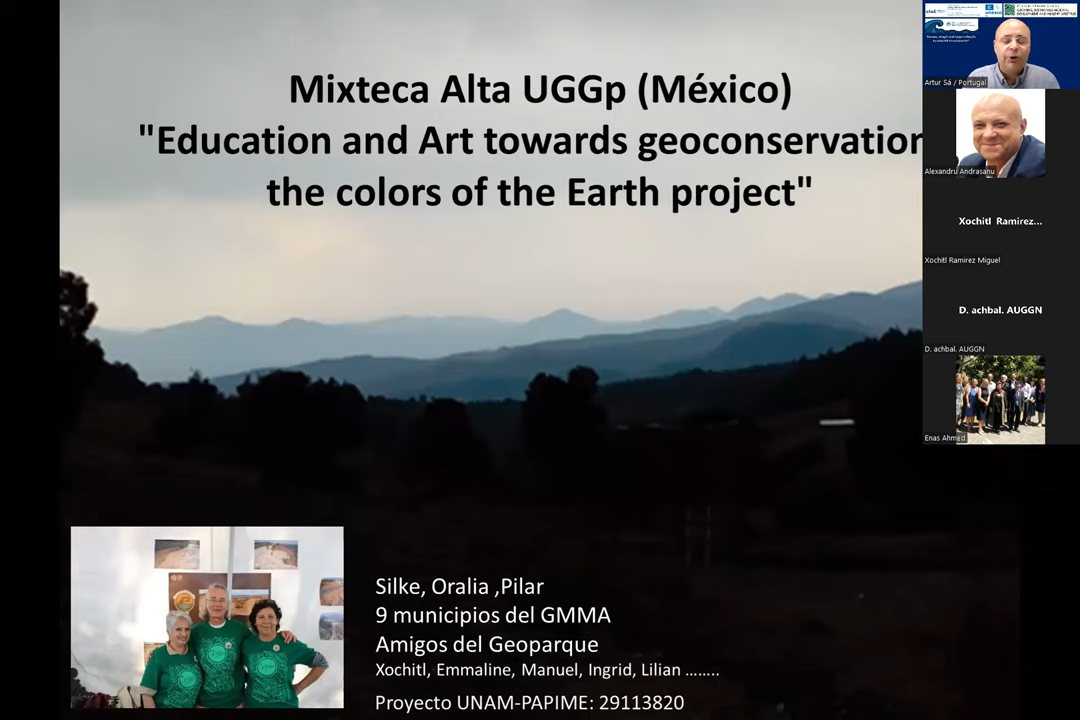 Mixteca Alta UGGp (México)
"Education and Art towards geoconservation
the colors of the Earth project"
Silke, Oralia ,Pilar
9 municipios del GMMA
Amigos del Geoparque
Xochitl, Emmaline, Manuel, Ingrid, Lilian ........
Proyecto UNAM-PAPIME: 29113820
Artur Sá / Portugal
Alexandru Andrasanu
Xochitl Ramirez...
Xochitl Ramirez Miguel
D. achbal. AUGGN
D. achbal. AUGGN
Enas Ahmed